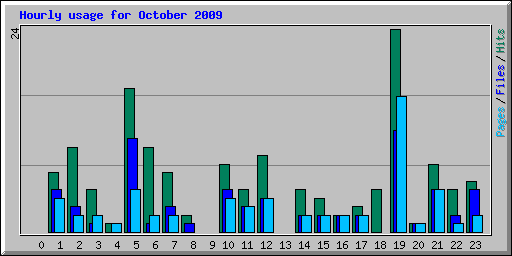 Hourly usage for October 2009
24
Pages / Files / Hits
0 1 2 3 4 5 6 7 8 9 10 11 12 13 14 15 16 17 18 19 20 21 22 23